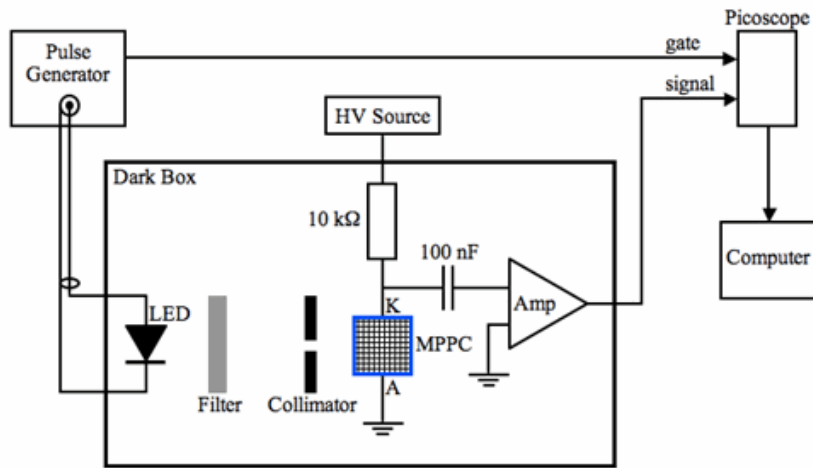 Picoscope
Pulse
Generator
gate
signal
HV Source
Dark Box
10 kΩ
100 nF
Computer
Amp
LED
K
MPPC
A
Filter
Collimator